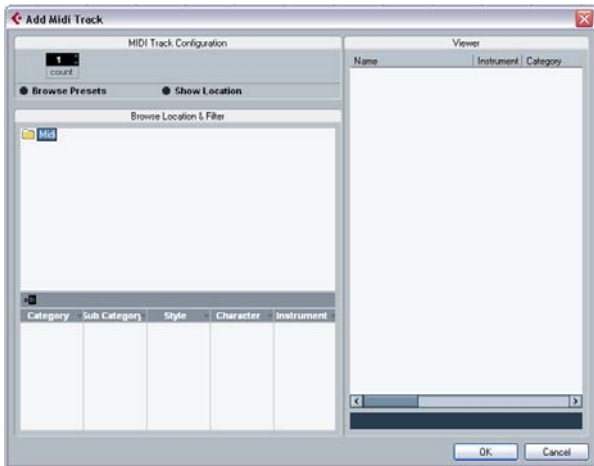 Add Midi Track
MIDI Track Configuration
1
count
Browse Presets
Show Location
Browse Location & Filter
Midi
Category Sub Category Style Character Instrument
Viewer
Name Instrument Category
OK Cancel